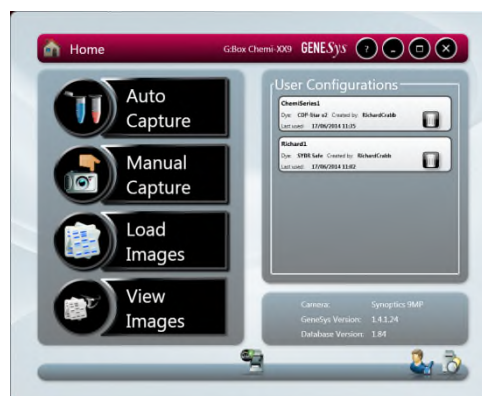 Home
G:Box Chemi-XX9 GENESys ?
Auto
Capture
Manual
Capture
Load
Images
View
Images
User Configurations
ChemiSeries1
Dye: CDP-Star s2 Created by: RichardCrabb
Last used: 17/06/2014 11:35
Richard1
Dye: SYBR Safe Created by: RichardCrabb
Last used: 17/06/2014 11:02
Camera: Synoptics 9MP
GeneSys Version: 1.4.1.24
Database Version: 1.84